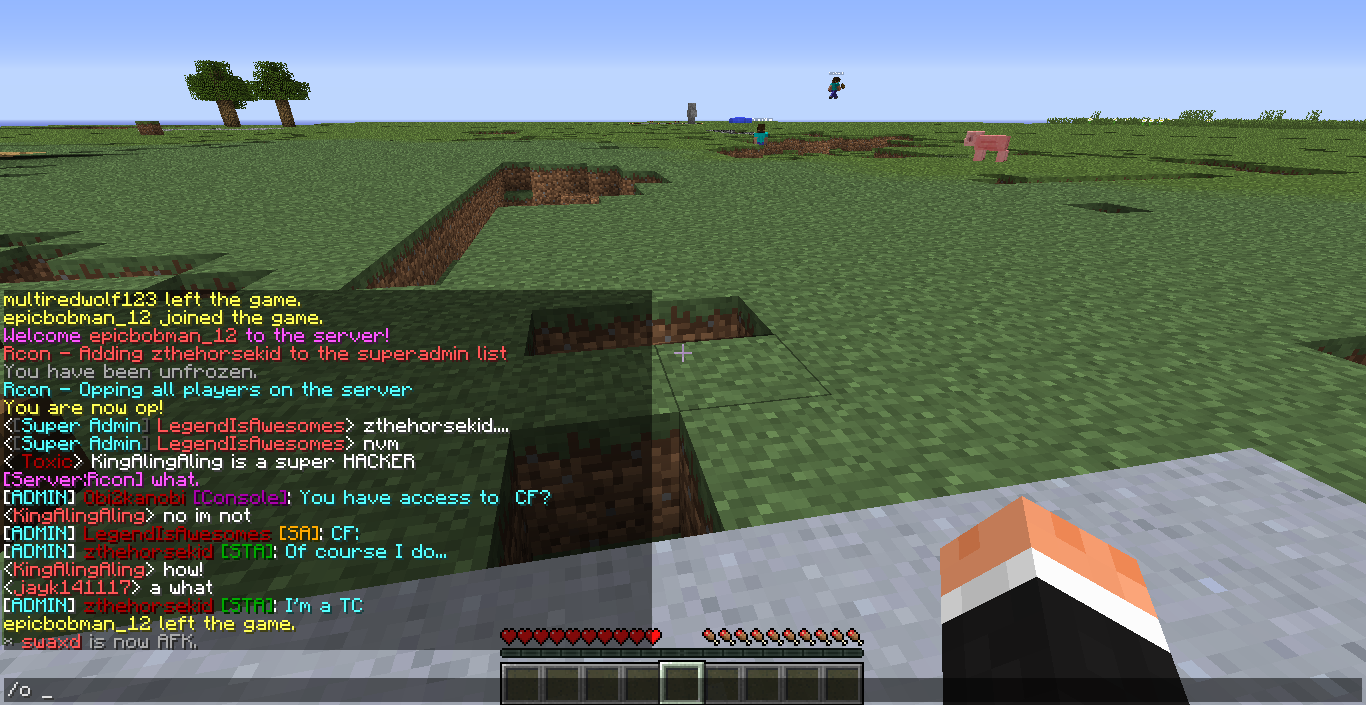 multiredwolf123 left the game.
epicbobman_12 joined the game.
Welcome epicbobman_12 to the server!
Rcon - Adding zthehorsekid to the superadmin list
You have been unfrozen.
Rcon - Opping all players on the server
You are now op!
<[Super Admin] LegendIsAwesomes> zthehorsekid....
<[Super Admin] LegendIsAwesomes> nvm
< Toxic> KingAlingAling is a super HACKER
[Server:Rcon] what.
[ADMIN] Obi2kanobi [Console]: You have access to  CF?
<KingAlingAling> no im not
[ADMIN] LegendIsAwesomes [SA]: CF:
[ADMIN] zthehorsekid [STA]: Of course I do...
<KingAlingAling> how!
<jayk141117> a what
[ADMIN] zthehorsekid [STA]: I'm a TC
epicbobman_12 left the game.
* swaxd is now AFK.
/o _